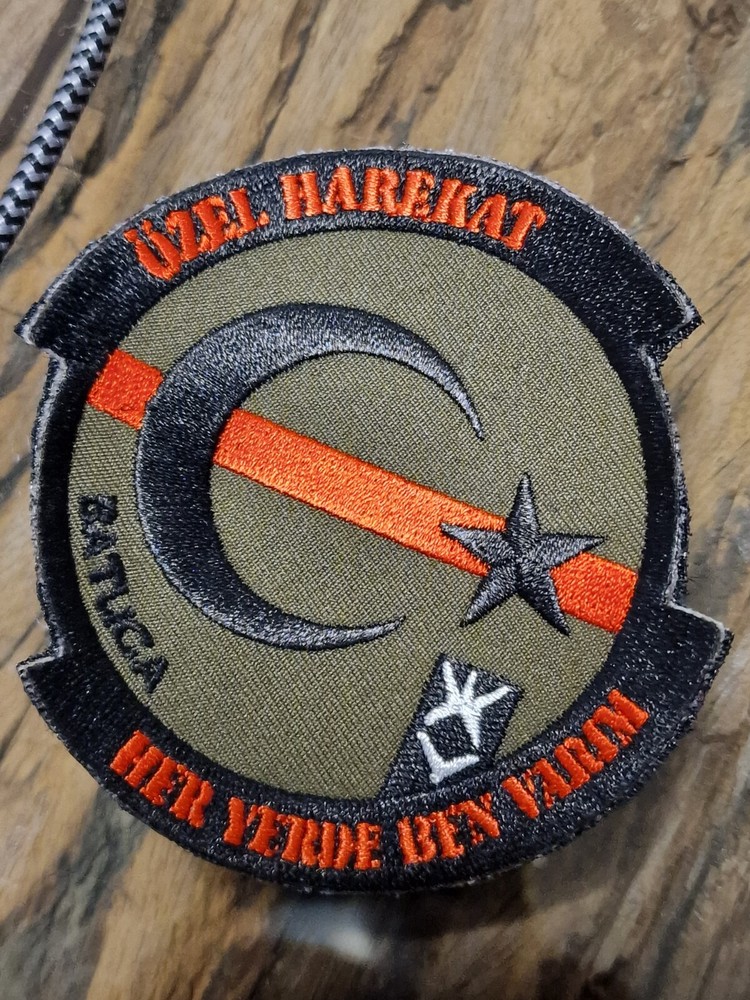 ÖZEL HAREKAT
BATUGA
HER YERDE BEN VARIM